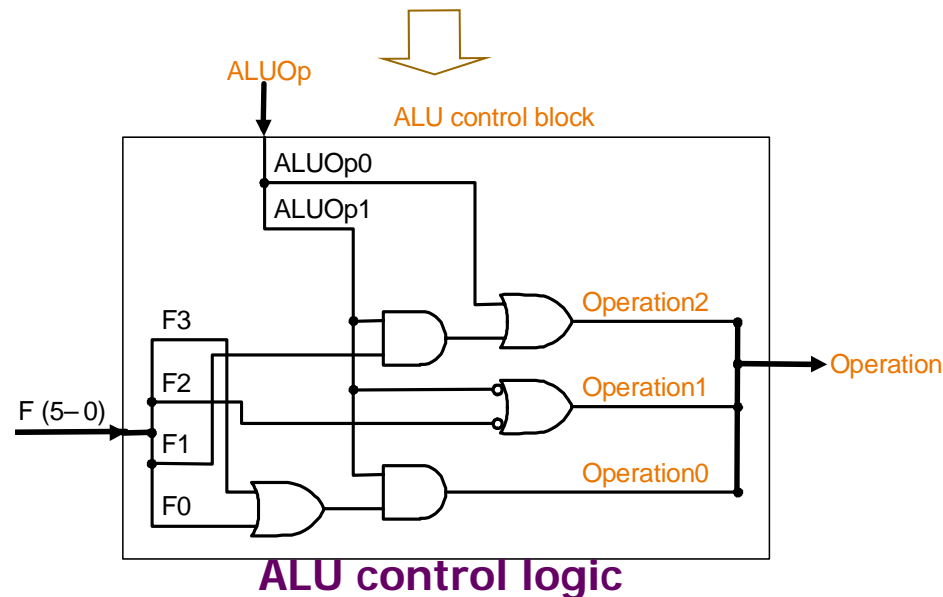 ALUOp
ALU control block
ALUOp0
ALUOp1
Operation2
F3
F2
Operation1
Operation
F (5–0)
F1
Operation0
F0
ALU control logic